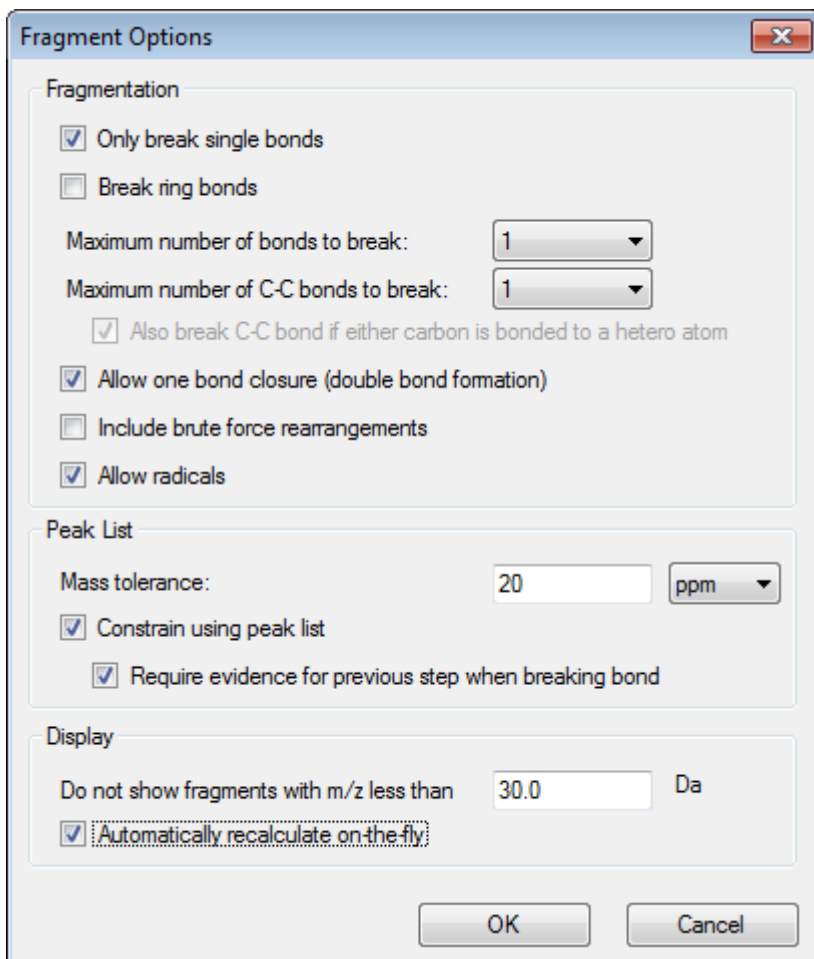 Fragment Options
Fragmentation
Only break single bonds
Break ring bonds
Maximum number of bonds to break: 1
Maximum number of C-C bonds to break: 1
Also break C-C bond if either carbon is bonded to a hetero atom
Allow one bond closure (double bond formation)
Include brute force rearrangements
Allow radicals
Peak List
Mass tolerance: 20 ppm
Constrain using peak list
Require evidence for previous step when breaking bond
Display
Do not show fragments with m/z less than 30.0 Da
Automatically recalculate on-the-fly
OK Cancel